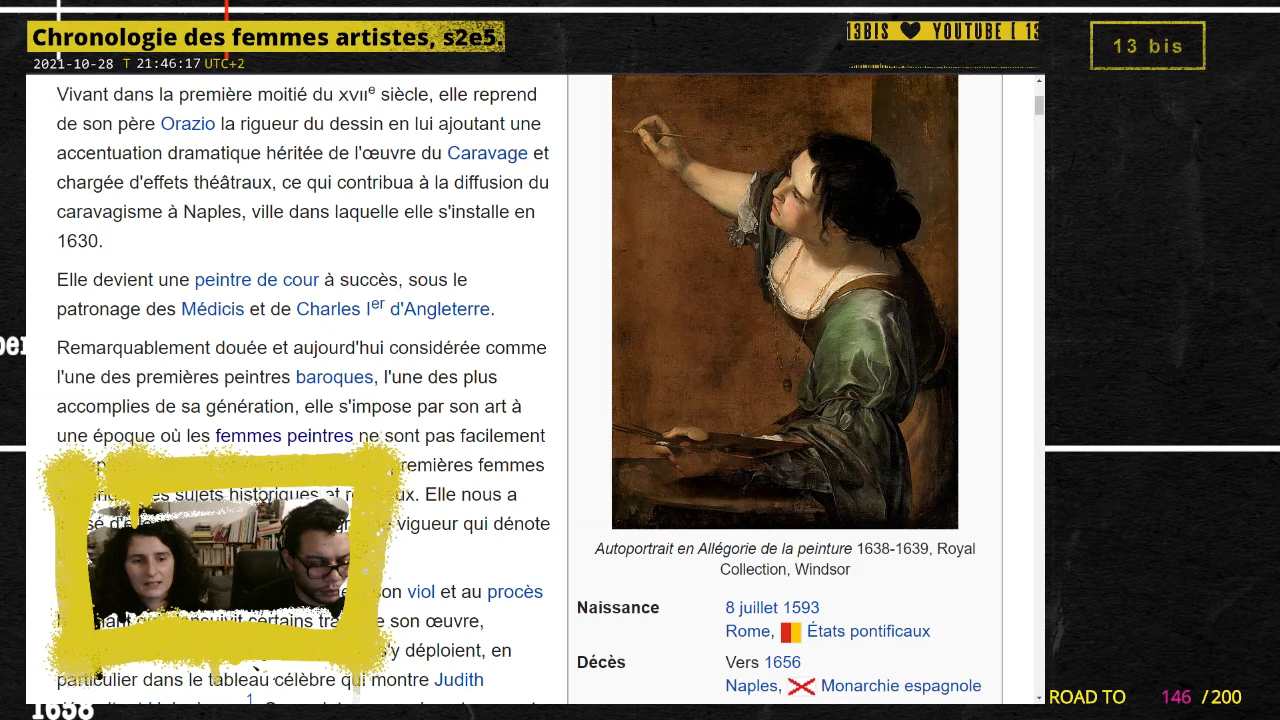 Chronologie des femmes artistes, s2e5
2021-10-28 T 21:46:17 UTC+2
13BIS ♥ YOUTUBE [ 13
13 bis
Vivant dans la première moitié du XVIIe siècle, elle reprend
de son père Orazio la rigueur du dessin en lui ajoutant une
accentuation dramatique héritée de l'œuvre du Caravage et
chargée d'effets théâtraux, ce qui contribua à la diffusion du
caravagisme à Naples, ville dans laquelle elle s'installe en
1630.
Elle devient une peintre de cour à succès, sous le
patronage des Médicis et de Charles Ier d'Angleterre.
Remarquablement douée et aujourd'hui considérée comme
l'une des premières peintres baroques, l'une des plus
accomplies de sa génération, elle s'impose par son art à
une époque où les femmes peintres ne sont pas facilement
premières femmes
sujets historiques et Elle nous a
vigueur qui dénote
son viol et au procès
certains son œuvre,
s'y déploient, en
particulier dans le tableau célèbre qui montre Judith
1
Autoportrait en Allégorie de la peinture 1638-1639, Royal
Collection, Windsor
Naissance 8 juillet 1593
Rome, États pontificaux
Décès Vers 1656
Naples, Monarchie espagnole
ROAD TO 146 / 200
1638